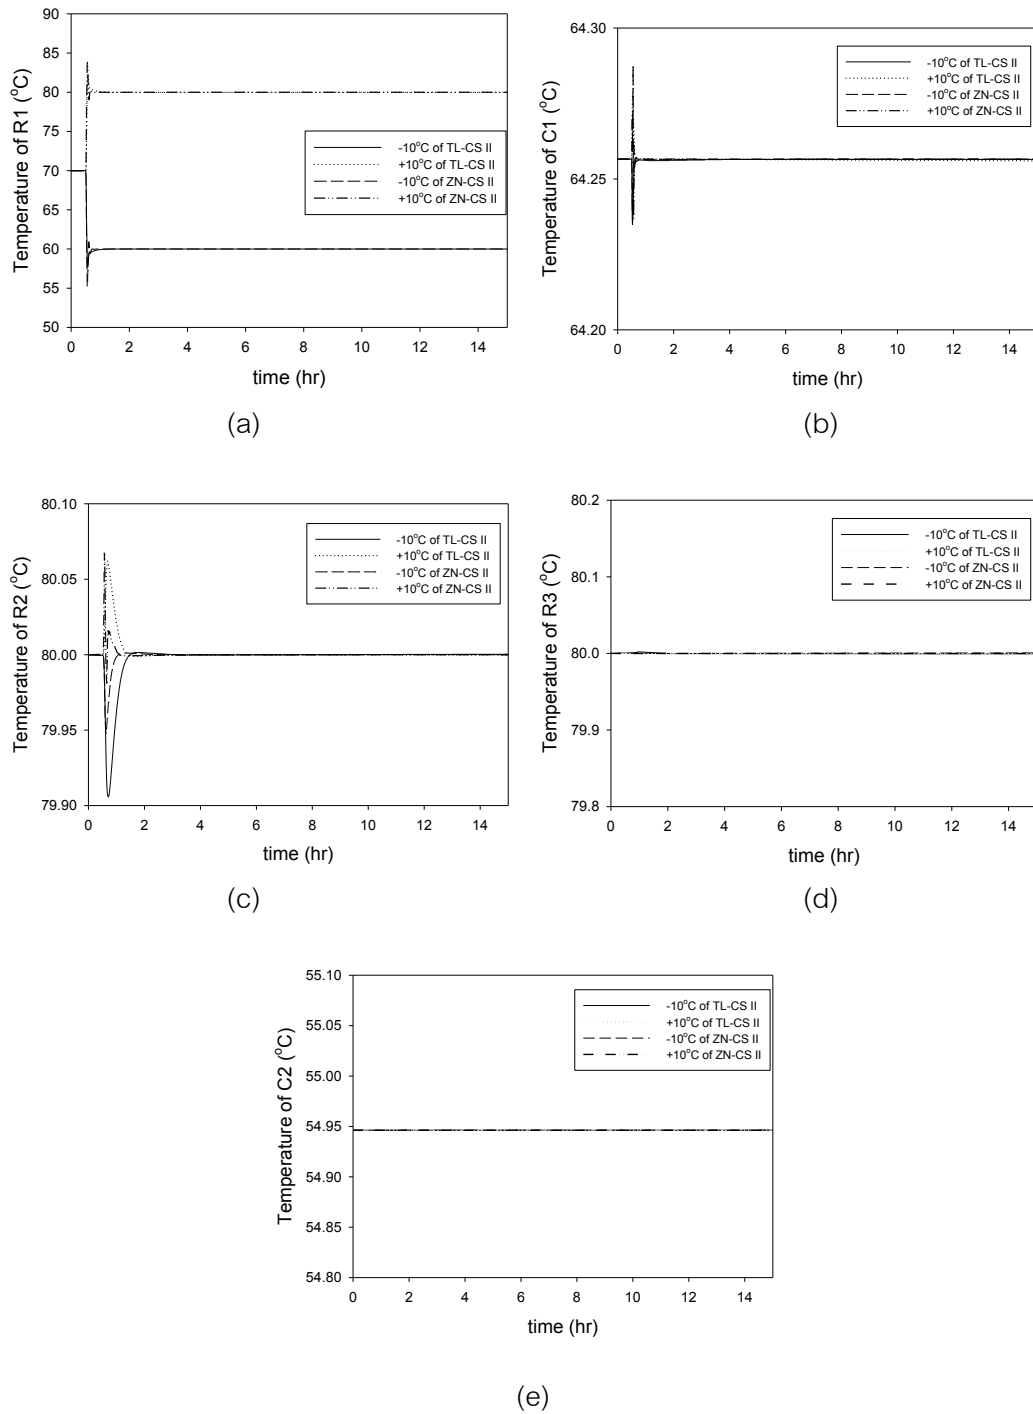 90
85
80
75
70
65
60
55
50
Temperature of R1 (°C)
-10°C of TL-CS II
+10°C of TL-CS II
-10°C of ZN-CS II
+10°C of ZN-CS II
0 2 4 6 8 10 12 14
time (hr)
(a)
64.30
64.25
64.20
Temperature of C1 (°C)
-10°C of TL-CS II
+10°C of TL-CS II
-10°C of ZN-CS II
+10°C of ZN-CS II
0 2 4 6 8 10 12 14
time (hr)
(b)
80.10
80.05
80.00
79.95
79.90
Temperature of R2 (°C)
-10°C of TL-CS II
+10°C of TL-CS II
-10°C of ZN-CS II
+10°C of ZN-CS II
0 2 4 6 8 10 12 14
time (hr)
(c)
80.2
80.1
80.0
79.9
79.8
Temperature of R3 (°C)
-10°C of TL-CS II
+10°C of TL-CS II
-10°C of ZN-CS II
+10°C of ZN-CS II
0 2 4 6 8 10 12 14
time (hr)
(d)
55.10
55.05
55.00
54.95
54.90
54.85
54.80
Temperature of C2 (°C)
-10°C of TL-CS II
+10°C of TL-CS II
-10°C of ZN-CS II
+10°C of ZN-CS II
0 2 4 6 8 10 12 14
time (hr)
(e)